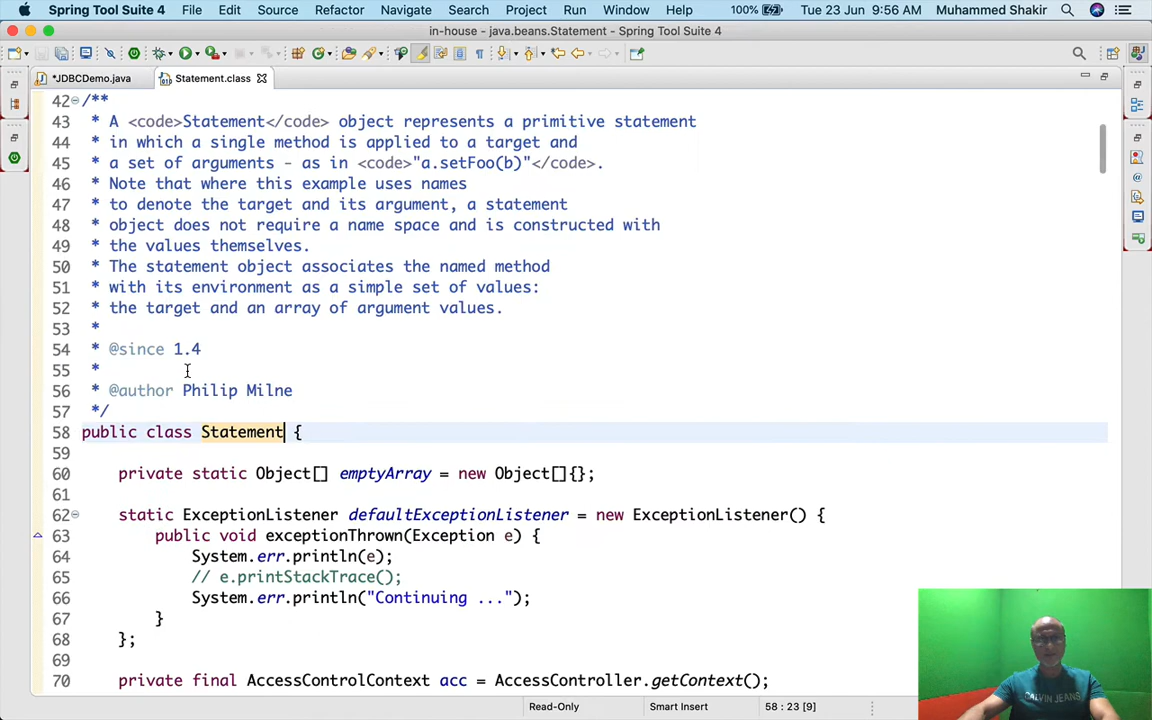 Spring Tool Suite 4 File Edit Source Refactor Navigate Search Project Run Window Help 100% Tue 23 Jun 9:56 AM Muhammed Shakir
in-house - java.beans.Statement - Spring Tool Suite 4
*JDBCDemo.java Statement.class
42 /**
43 * A <code>Statement</code> object represents a primitive statement
44 * in which a single method is applied to a target and
45 * a set of arguments - as in <code>"a.setFoo(b)"</code>.
46 * Note that where this example uses names
47 * to denote the target and its argument, a statement
48 * object does not require a name space and is constructed with
49 * the values themselves.
50 * The statement object associates the named method
51 * with its environment as a simple set of values:
52 * the target and an array of argument values.
53 *
54 * @since 1.4
55 *
56 * @author Philip Milne
57 */
58 public class Statement {
59
60 private static Object[] emptyArray = new Object[]{};
61
62 static ExceptionListener defaultExceptionListener = new ExceptionListener() {
63 public void exceptionThrown(Exception e) {
64 System.err.println(e);
65 // e.printStackTrace();
66 System.err.println("Continuing ...");
67 }
68 };
69
70 private final AccessControlContext acc = AccessController.getContext();
Read-Only Smart Insert 58 : 23 [9]